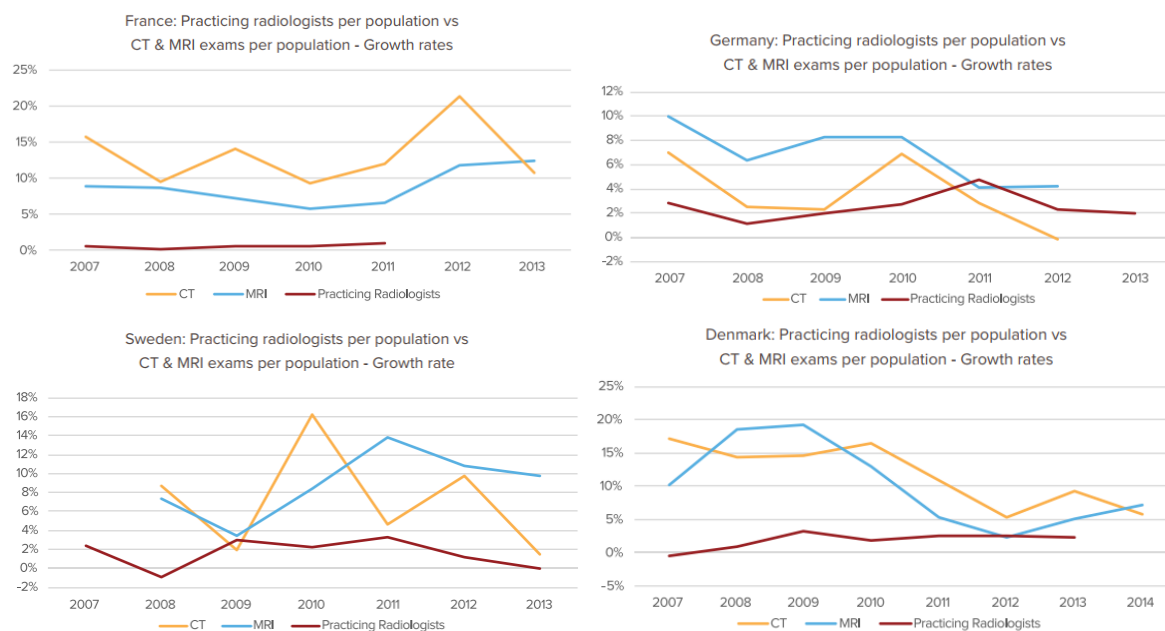 France: Practicing radiologists per population vs
CT & MRI exams per population - Growth rates
25%
20%
15%
10%
5%
0%
2007 2008 2009 2010 2011 2012 2013
CT MRI Practicing Radiologists
Germany: Practicing radiologists per population vs
CT & MRI exams per population - Growth rates
12%
10%
8%
6%
4%
2%
0%
-2%
2007 2008 2009 2010 2011 2012 2013
CT MRI Practicing Radiologists
Sweden: Practicing radiologists per population vs
CT & MRI exams per population - Growth rate
18%
16%
14%
12%
10%
8%
6%
4%
2%
0%
-2%
2007 2008 2009 2010 2011 2012 2013
CT MRI Practicing Radiologists
Denmark: Practicing radiologists per population vs
CT & MRI exams per population - Growth rates
25%
20%
15%
10%
5%
0%
-5%
2007 2008 2009 2010 2011 2012 2013 2014
CT MRI Practicing Radiologists